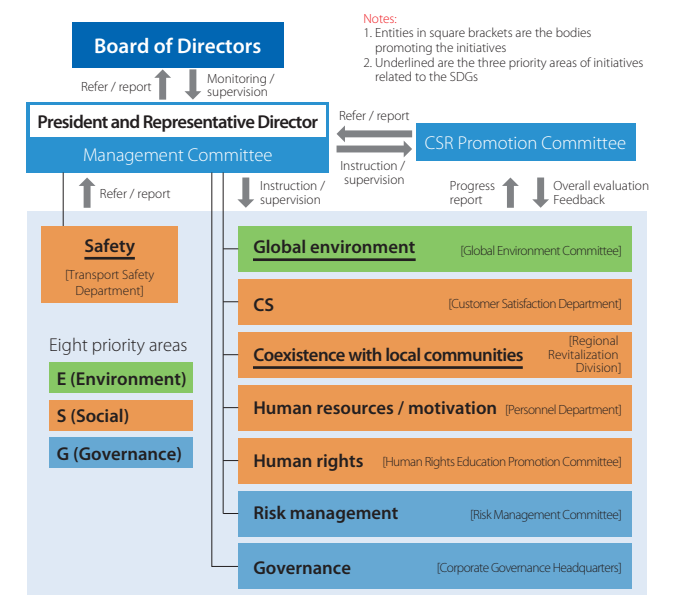 Notes:
1. Entities in square brackets are the bodies
promoting the initiatives
2. Underlined are the three priority areas of initiatives
related to the SDGs
Board of Directors
Refer / report
Monitoring /
supervision
President and Representative Director
Management Committee
Refer / report
Instruction /
supervision
CSR Promotion Committee
Refer / report
Instruction /
supervision
Progress
report
Overall evaluation
Feedback
Safety
[Transport Safety
Department]
Eight priority areas
E (Environment)
S (Social)
G (Governance)
Global environment
[Global Environment Committee]
CS
[Customer Satisfaction Department]
Coexistence with local communities
[Regional
Revitalization
Division]
Human resources / motivation
[Personnel Department]
Human rights
[Human Rights Education Promotion Committee]
Risk management
[Risk Management Committee]
Governance
[Corporate Governance Headquarters]